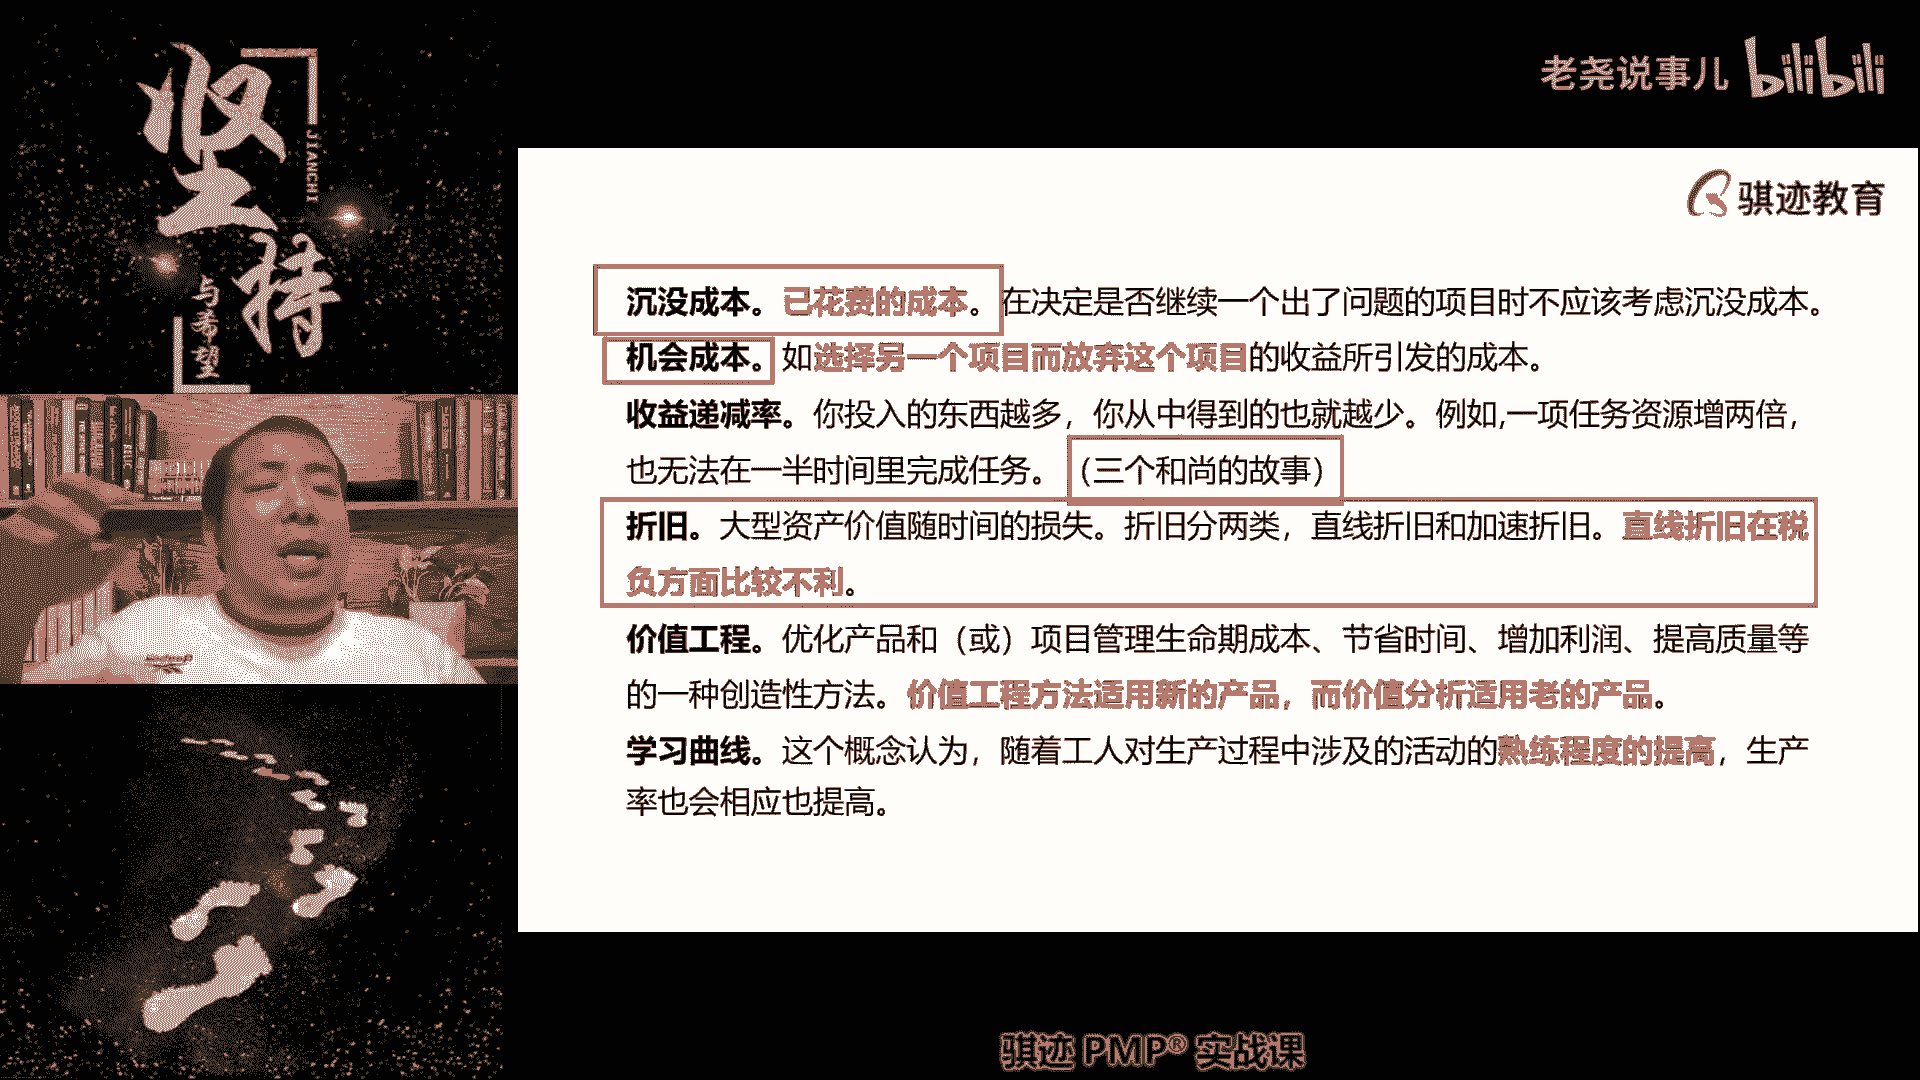 坚持
JIANCHI
与希望
老尧说事儿 bilibili
骐迹教育
沉没成本。已花费的成本。在决定是否继续一个出了问题的项目时不应该考虑沉没成本。
机会成本。如选择另一个项目而放弃这个项目的收益所引发的成本。
收益递减率。你投入的东西越多，你从中得到的也就越少。例如,一项任务资源增两倍，
也无法在一半时间里完成任务。（三个和尚的故事）
折旧。大型资产价值随时间的损失。折旧分两类，直线折旧和加速折旧。直线折旧在税
负方面比较不利。
价值工程。优化产品和（或）项目管理生命期成本、节省时间、增加利润、提高质量等
的一种创造性方法。价值工程方法适用新的产品，而价值分析适用老的产品。
学习曲线。这个概念认为，随着工人对生产过程中涉及的活动的熟练程度的提高，生产
率也会相应也提高。
骐迹 PMP® 实战课